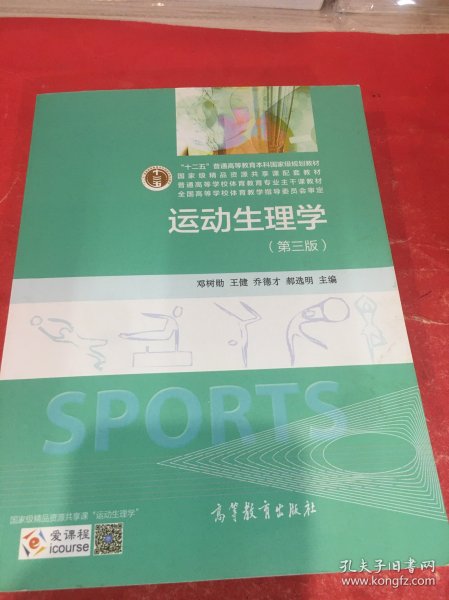 “十二五”普通高等教育本科国家级规划教材
国家级精品资源共享课配套教材
普通高等学校体育教育专业主干课教材
全国高等学校体育教学指导委员会审定
十二五
运动生理学
（第三版）
邓树勋 王健 乔德才 郝选明 主编
SPORTS
国家级精品资源共享课“运动生理学”
e
爱课程
icourse
高等教育出版社
孔夫子旧书网
www.kongfz.com